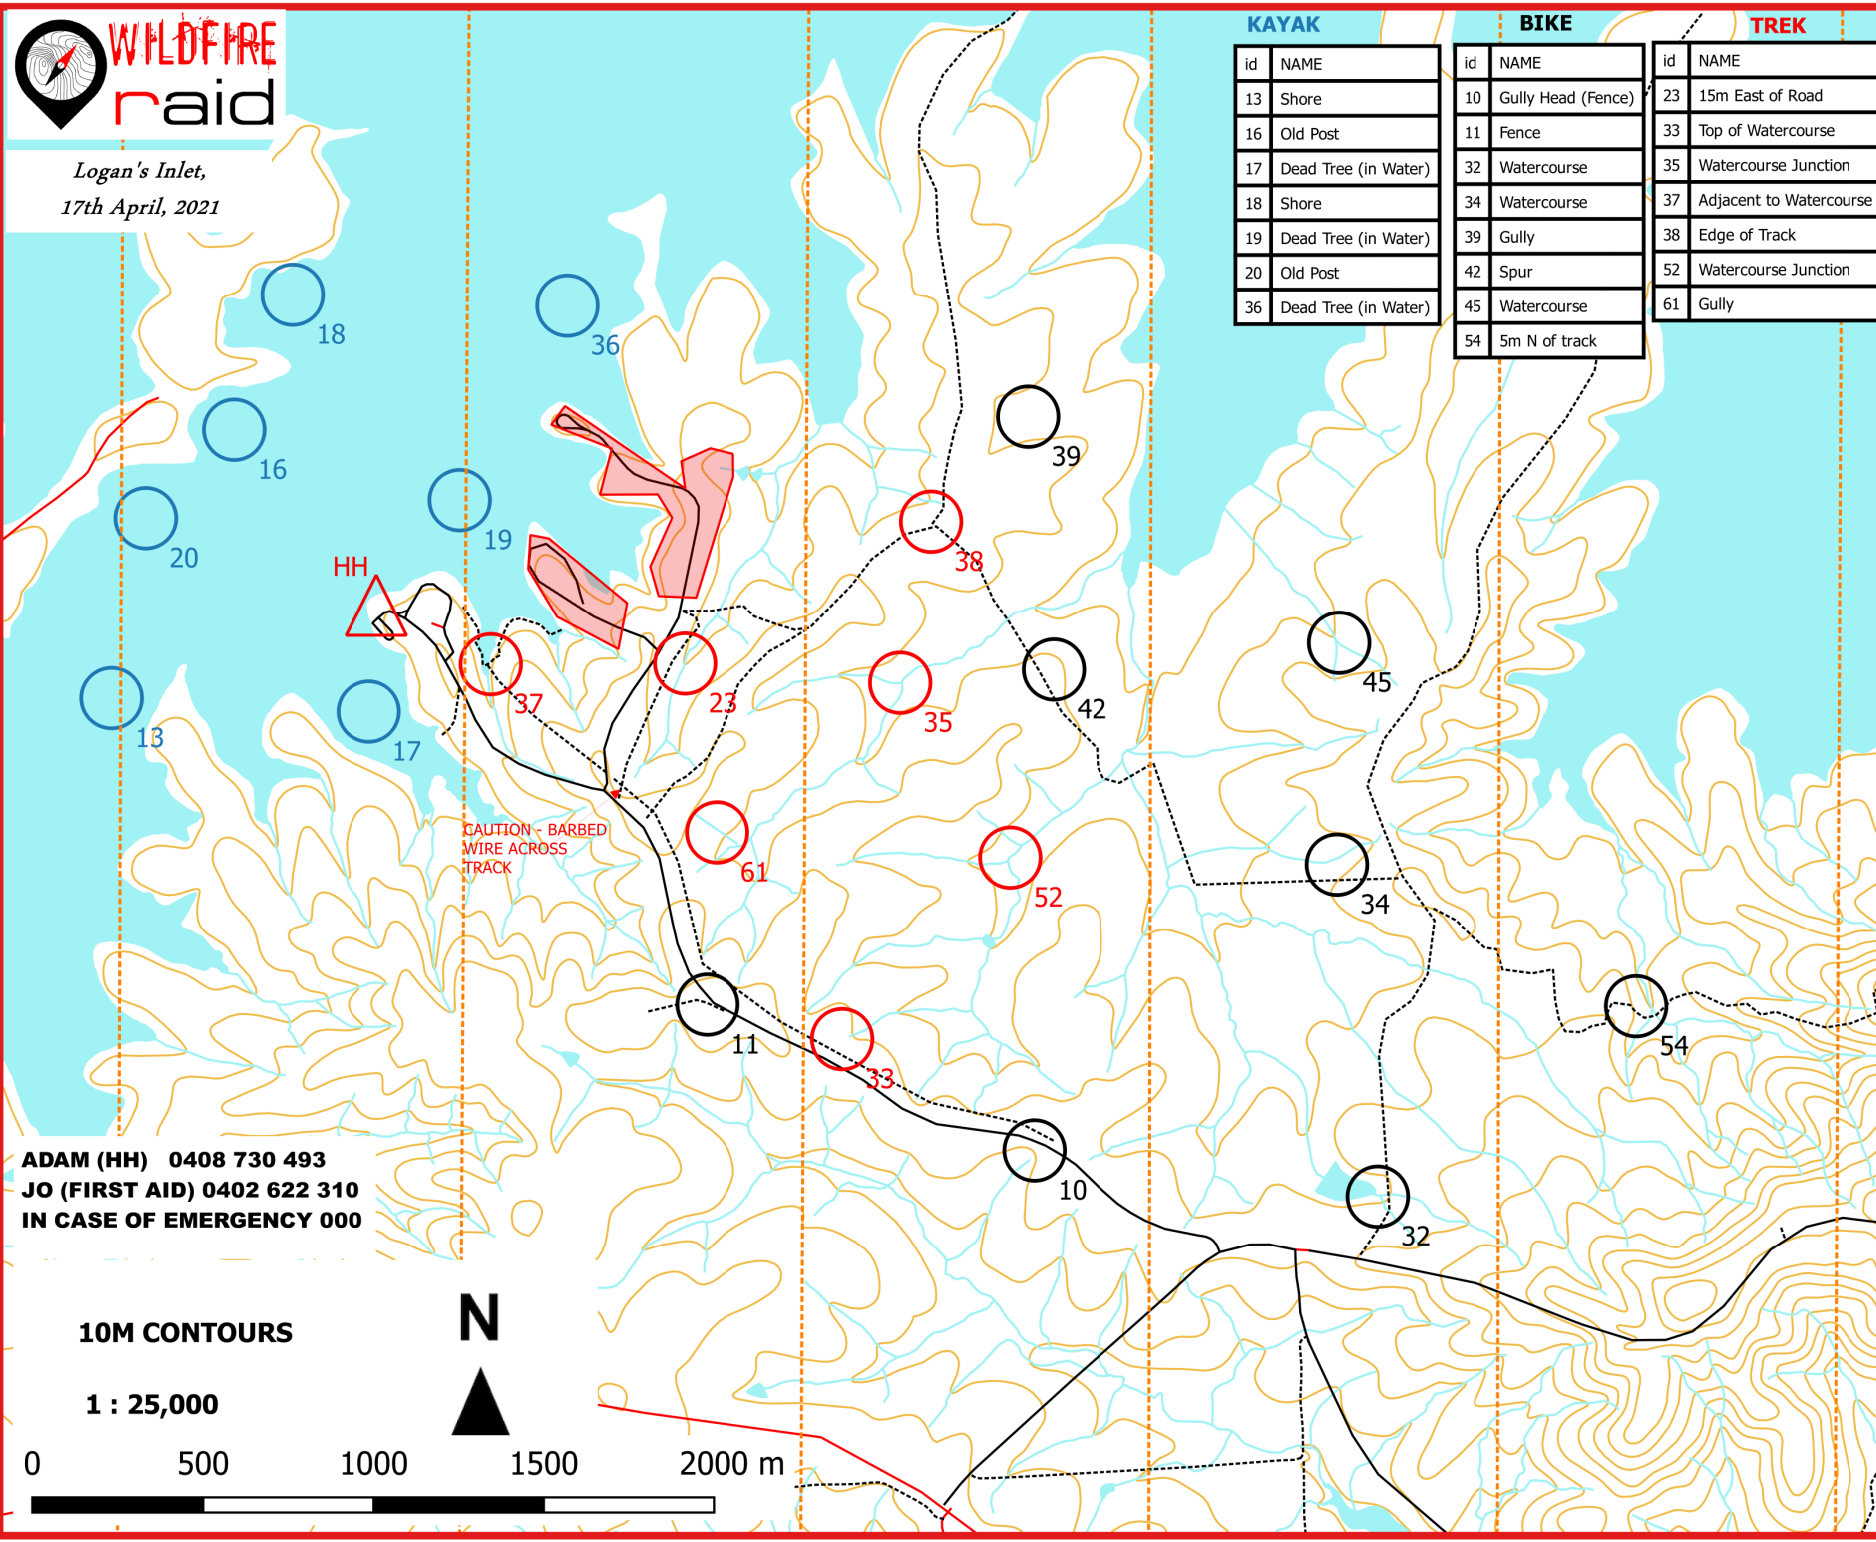 WILDFIRE
raid
Logan's Inlet,
17th April, 2021
KAYAK
id NAME
13 Shore
16 Old Post
17 Dead Tree (in Water)
18 Shore
19 Dead Tree (in Water)
20 Old Post
36 Dead Tree (in Water)
BIKE
id NAME
10 Gully Head (Fence)
11 Fence
32 Watercourse
34 Watercourse
39 Gully
42 Spur
45 Watercourse
54 5m N of track
TREK
id NAME
23 15m East of Road
33 Top of Watercourse
35 Watercourse Junction
37 Adjacent to Watercourse
38 Edge of Track
52 Watercourse Junction
61 Gully
18
36
16
39
19
20
38
HH
45
37
23
42
35
13
17
CAUTION - BARBED
WIRE ACROSS
TRACK
61
52
34
11
54
33
10
32
ADAM (HH) 0408 730 493
JO (FIRST AID) 0402 622 310
IN CASE OF EMERGENCY 000
10M CONTOURS
N
1 : 25,000
0 500 1000 1500 2000 m